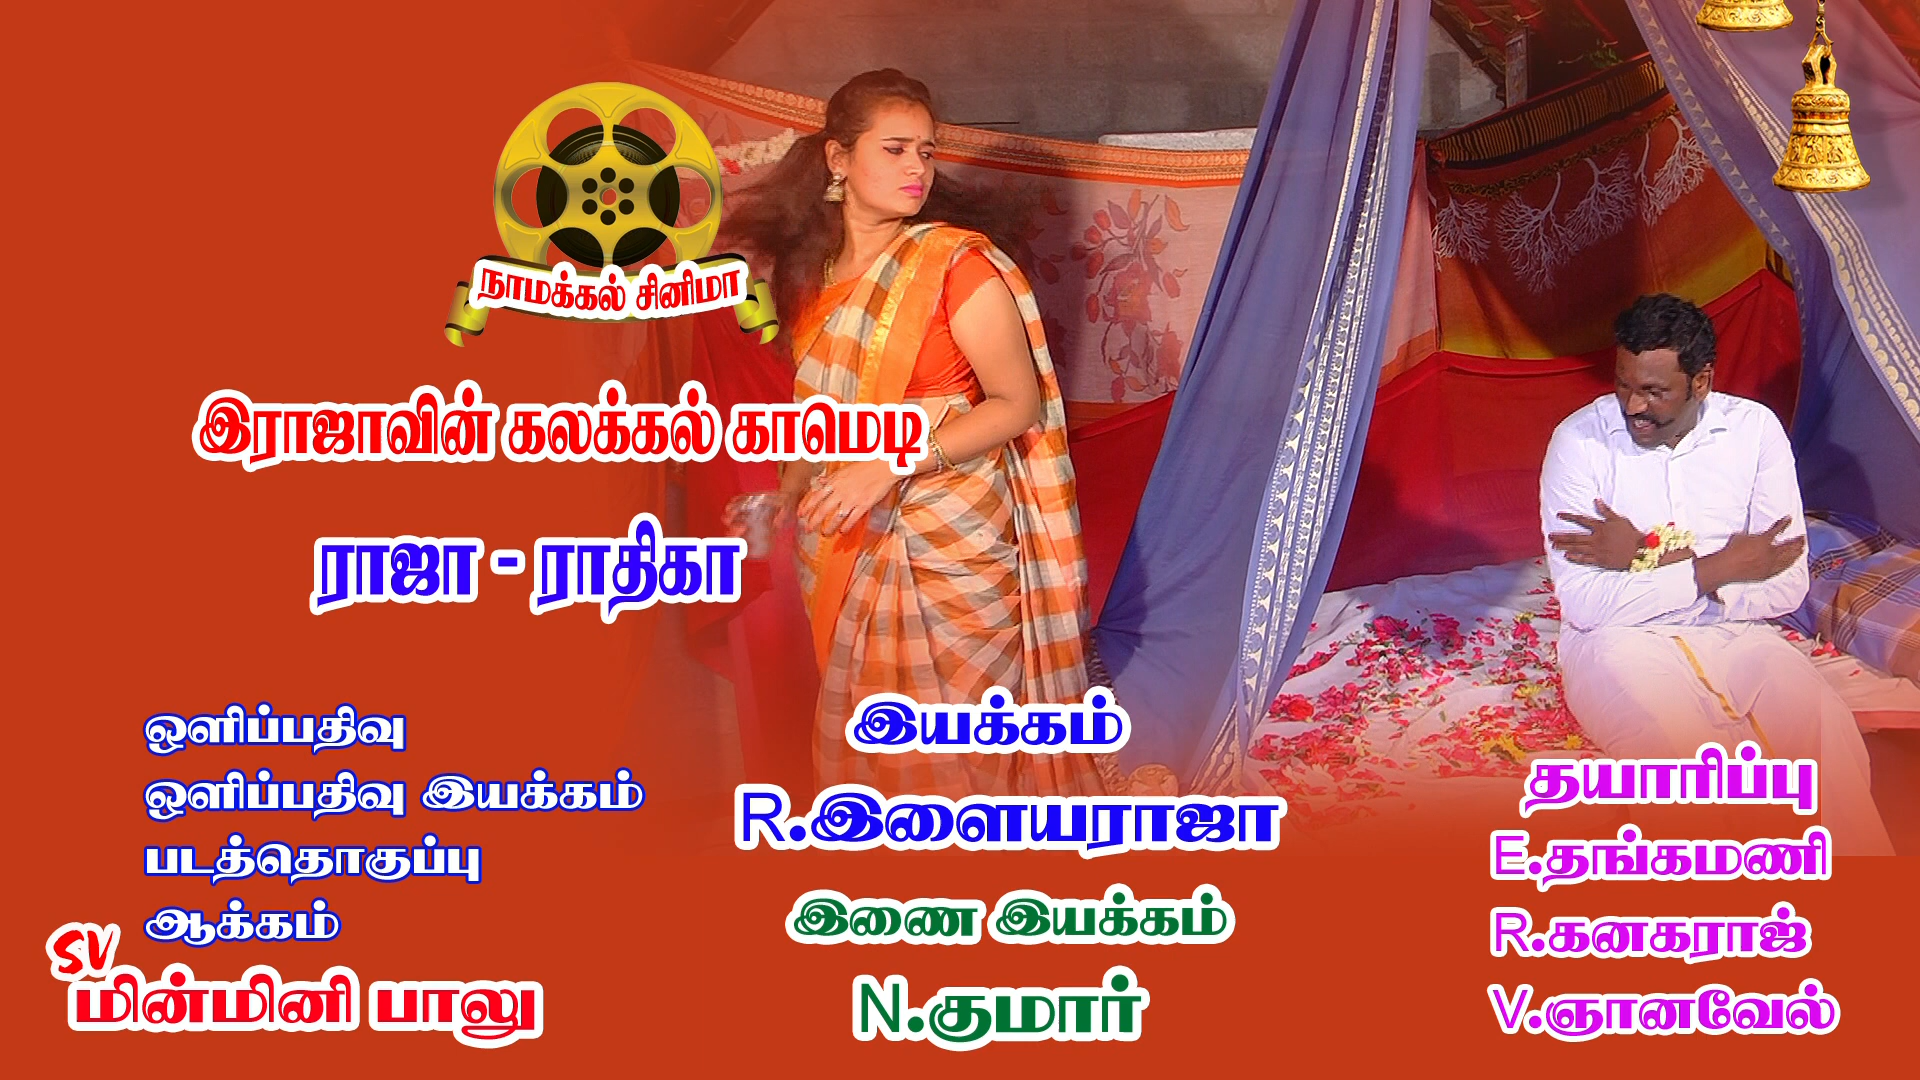 நாமக்கல் சினிமா
இராஜாவின் கலக்கல் காமெடி
ராஜா - ராதிகா
ஒளிப்பதிவு
ஒளிப்பதிவு இயக்கம்
படத்தொகுப்பு
ஆக்கம்
SV
மின்மினி பாலு
இயக்கம்
R.இளையராஜா
இணை இயக்கம்
N.குமார்
தயாரிப்பு
E.தங்கமணி
R.கனகராஜ்
V.ஞானவேல்